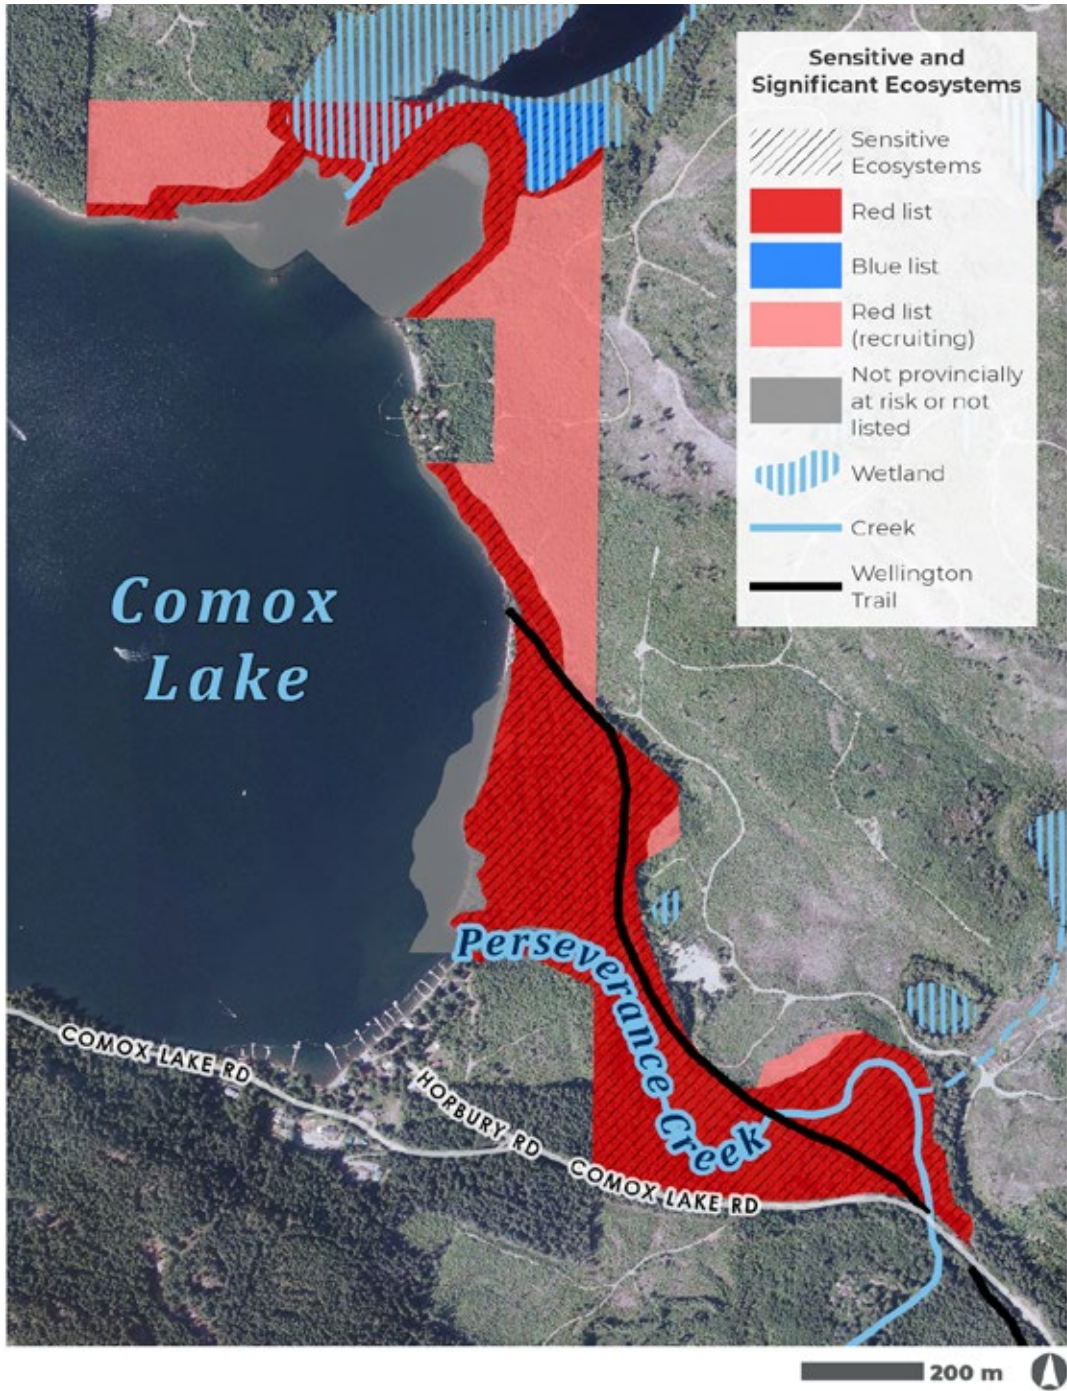 Sensitive and
Significant Ecosystems
Sensitive
Ecosystems
Red list
Blue list
Red list
(recruiting)
Not provincially
at risk or not
listed
Wetland
Creek
Wellington
Trail
Comox
Lake
Perseverance Creek
COMOX LAKE RD
HORBURY RD
COMOX LAKE RD
200 m